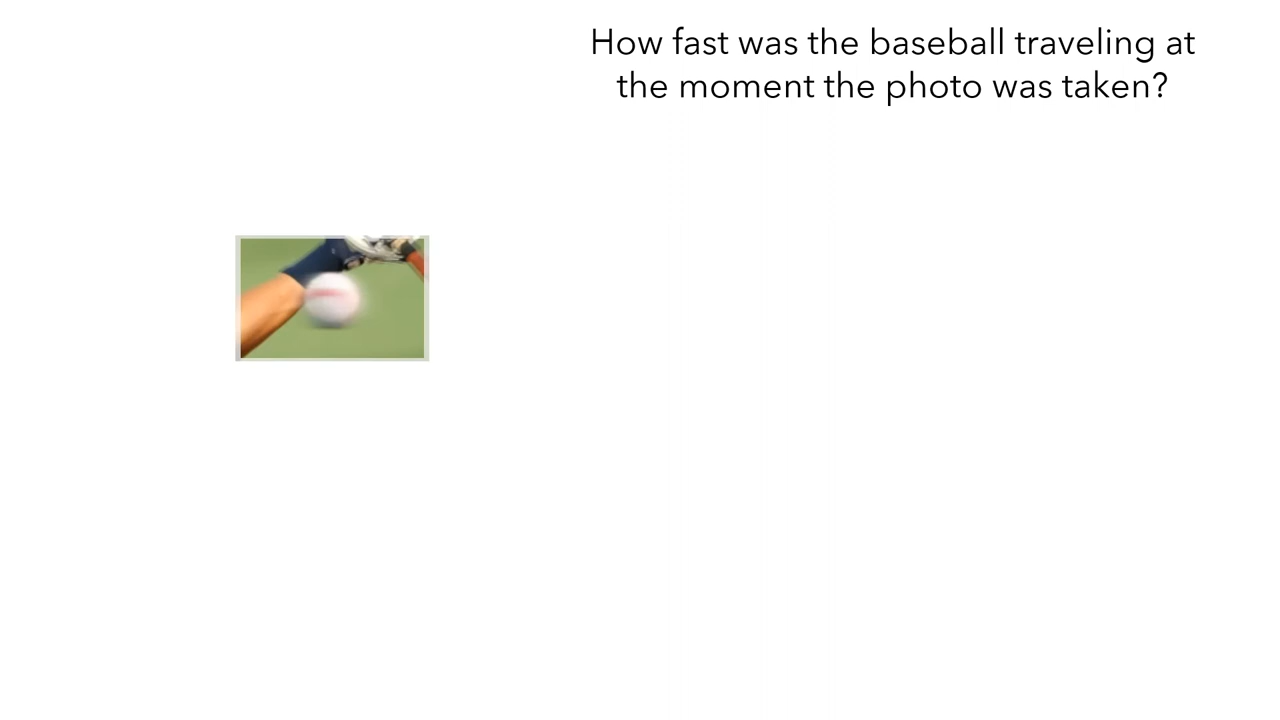 How fast was the baseball traveling at
the moment the photo was taken?